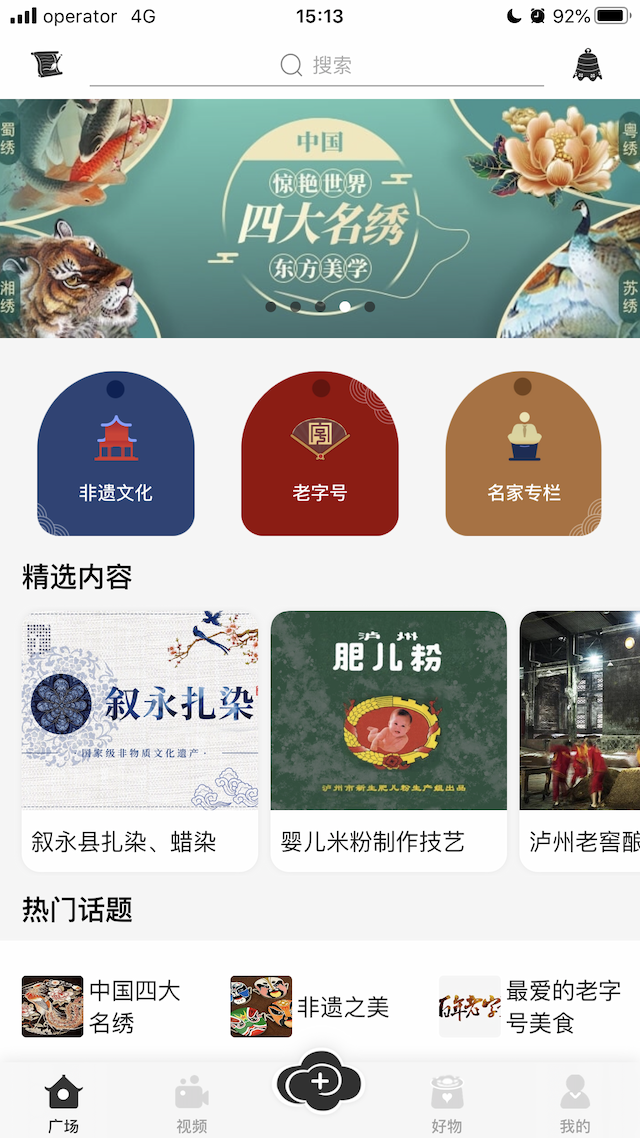 operator 4G
15:13
92%
搜索
蜀绣
粤绣
中国
惊艳世界
四大名绣
东方美学
湘绣
苏绣
非遗文化
老字号
名家专栏
精选内容
叙永扎染
·国家级非物质文化遗产·
泸州
肥儿粉
泸州市新生肥儿粉生产组出品
叙永县扎染、蜡染
婴儿米粉制作技艺
泸州老窖酿
热门话题
中国四大
名绣
非遗之美
百年老字
最爱的老字
号美食
广场
视频
好物
我的